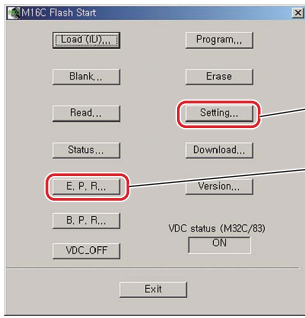 M16C Flash Start
Load (ID)...
Program...
Blank...
Erase
Read...
Setting...
Status...
Download...
E. P. R...
Version...
B. P. R...
VDC status (M32C/83)
VDC_OFF
ON
Exit